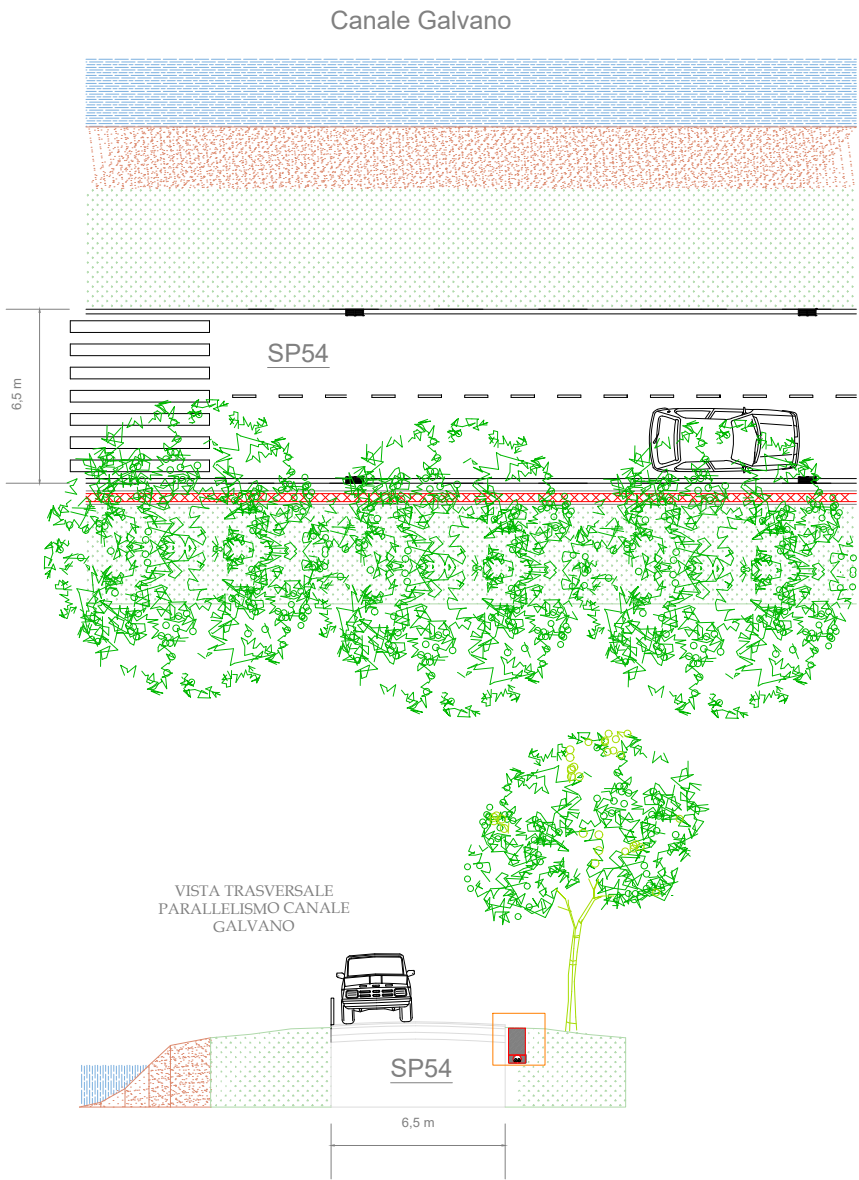 Canale Galvano
SP54
6,5 m
VISTA TRASVERSALE
PARALLELISMO CANALE
GALVANO
SP54
6,5 m